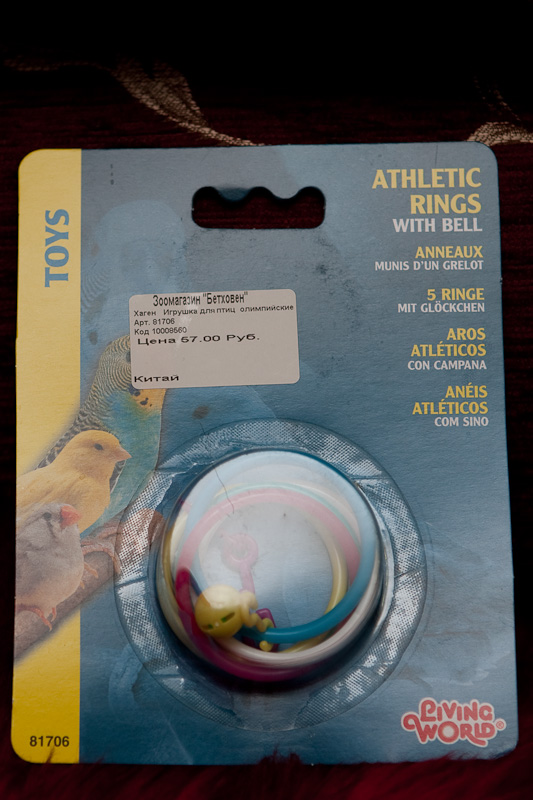 TOYS
ATHLETIC
RINGS
WITH BELL
ANNEAUX
MUNIS D'UN GRELOT
5 RINGE
MIT GLÖCKCHEN
AROS
ATLÉTICOS
CON CAMPANA
ANÉIS
ATLÉTICOS
COM SINO
Зоомагазин "Бетховен"
Хаген Игрушка для птиц олимпийские
Арт. 81706
Код 10008560
Цена 57.00 Руб.
Китай
81706
LIVING
WORLD®